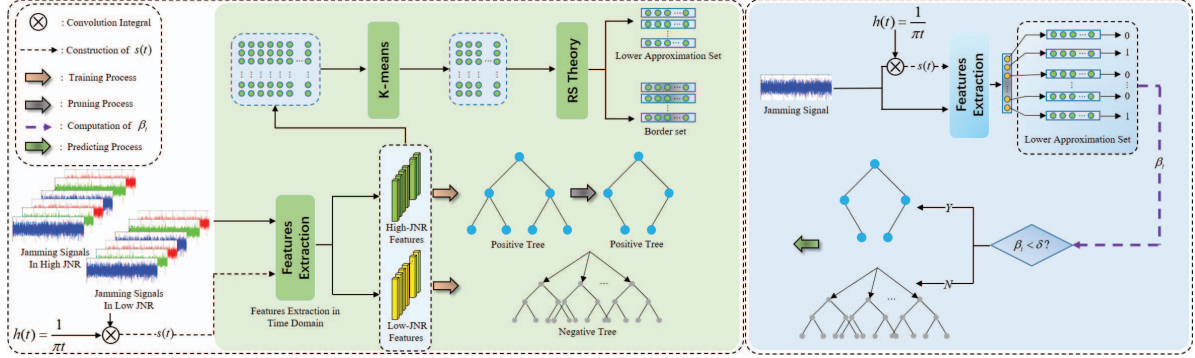 : Convolution Integral
: Construction of s(t)
: Training Process
: Pruning Process
: Computation of βi
: Predicting Process
Jamming Signals
In High JNR
Jamming Signals
In Low JNR
h(t) = 1/πt
s(t)
K-means
RS Theory
Lower Approximation Set
Border set
Features
Extraction
Features Extraction in
Time Domain
High-JNR
Features
Low-JNR
Features
Positive Tree
Positive Tree
...
Negative Tree
h(t) = 1/πt
Jamming Signal
s(t)
Features
Extraction
0
1
0
0
1
Lower Approximation Set
βi
βi < δ?
Y
N
...